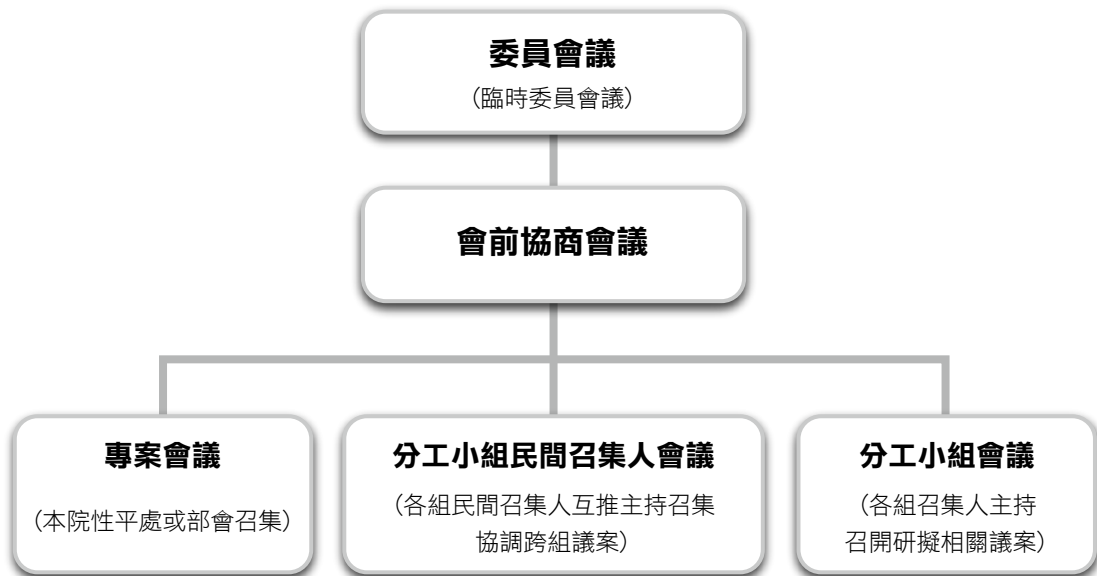 委員會議
（臨時委員會議）
會前協商會議
專案會議
（本院性平處或部會召集）
分工小組民間召集人會議
（各組民間召集人互推主持召集
協調跨組議案）
分工小組會議
（各組召集人主持
召開研擬相關議案）